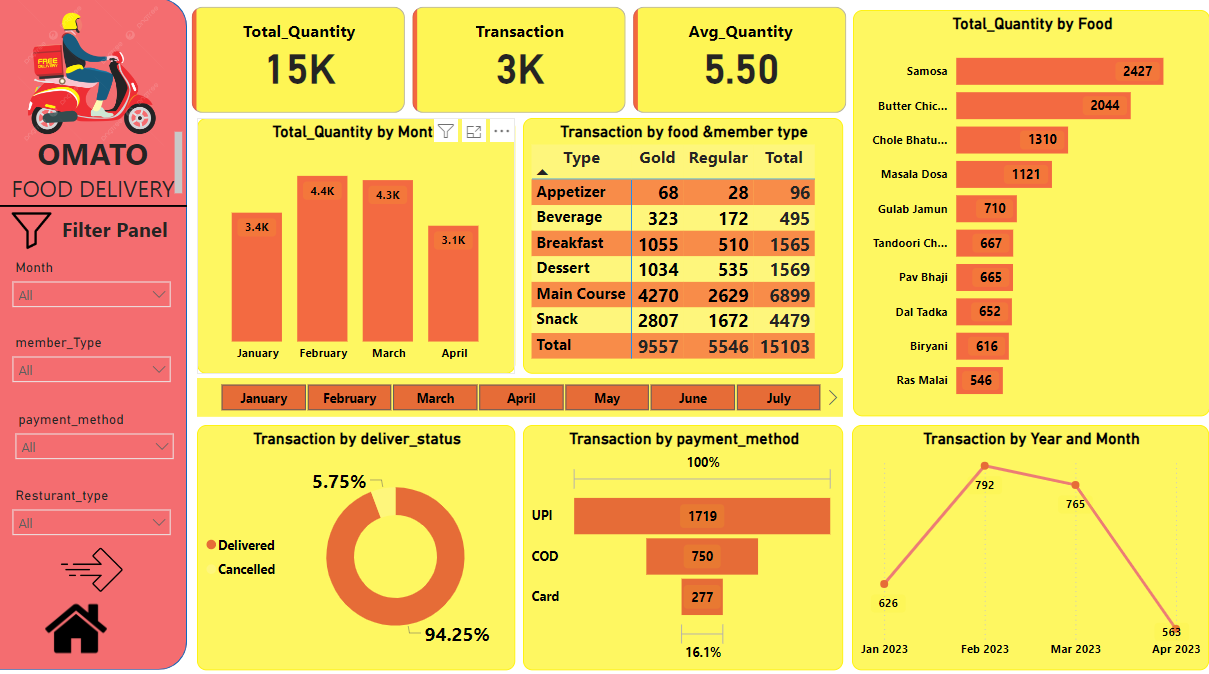 FREE
DELIVERY
OMATO
FOOD DELIVERY
Filter Panel
Month
All
member_Type
All
payment_method
All
Resturant_type
All
Total_Quantity
15K
Transaction
3K
Avg_Quantity
5.50
Total_Quantity by Mont
4.4K
4.3K
3.4K
3.1K
January February March April
Transaction by food &member type
Type Gold Regular Total
Appetizer 68 28 96
Beverage 323 172 495
Breakfast 1055 510 1565
Dessert 1034 535 1569
Main Course 4270 2629 6899
Snack 2807 1672 4479
Total 9557 5546 15103
Total_Quantity by Food
Samosa 2427
Butter Chic... 2044
Chole Bhatu... 1310
Masala Dosa 1121
Gulab Jamun 710
Tandoori Ch... 667
Pav Bhaji 665
Dal Tadka 652
Biryani 616
Ras Malai 546
January February March April May June July
Transaction by deliver_status
5.75%
Delivered
Cancelled
94.25%
Transaction by payment_method
100%
UPI 1719
COD 750
Card 277
16.1%
Transaction by Year and Month
792
765
626
563
Jan 2023 Feb 2023 Mar 2023 Apr 2023